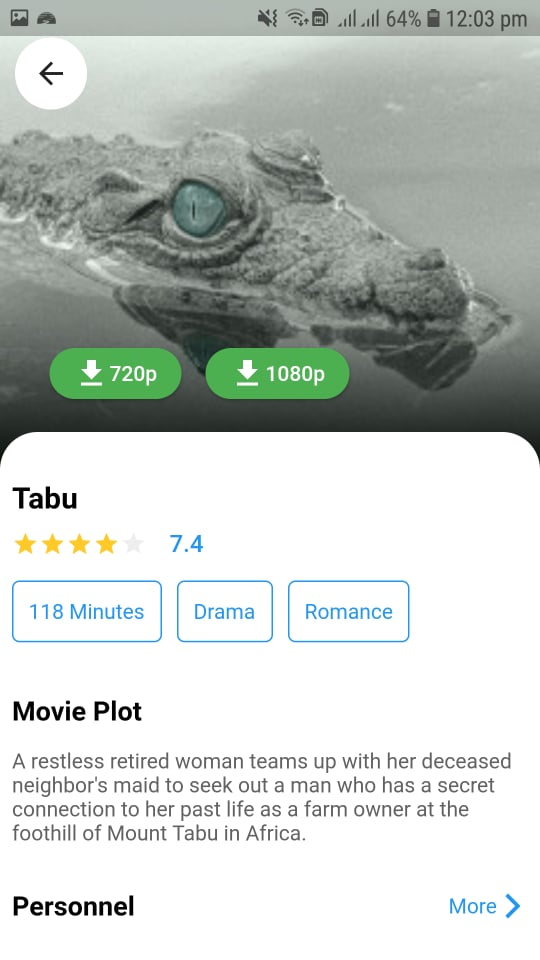 64% 12:03 pm
720p 1080p
Tabu
7.4
118 Minutes Drama Romance
Movie Plot
A restless retired woman teams up with her deceased
neighbor's maid to seek out a man who has a secret
connection to her past life as a farm owner at the
foothill of Mount Tabu in Africa.
Personnel More